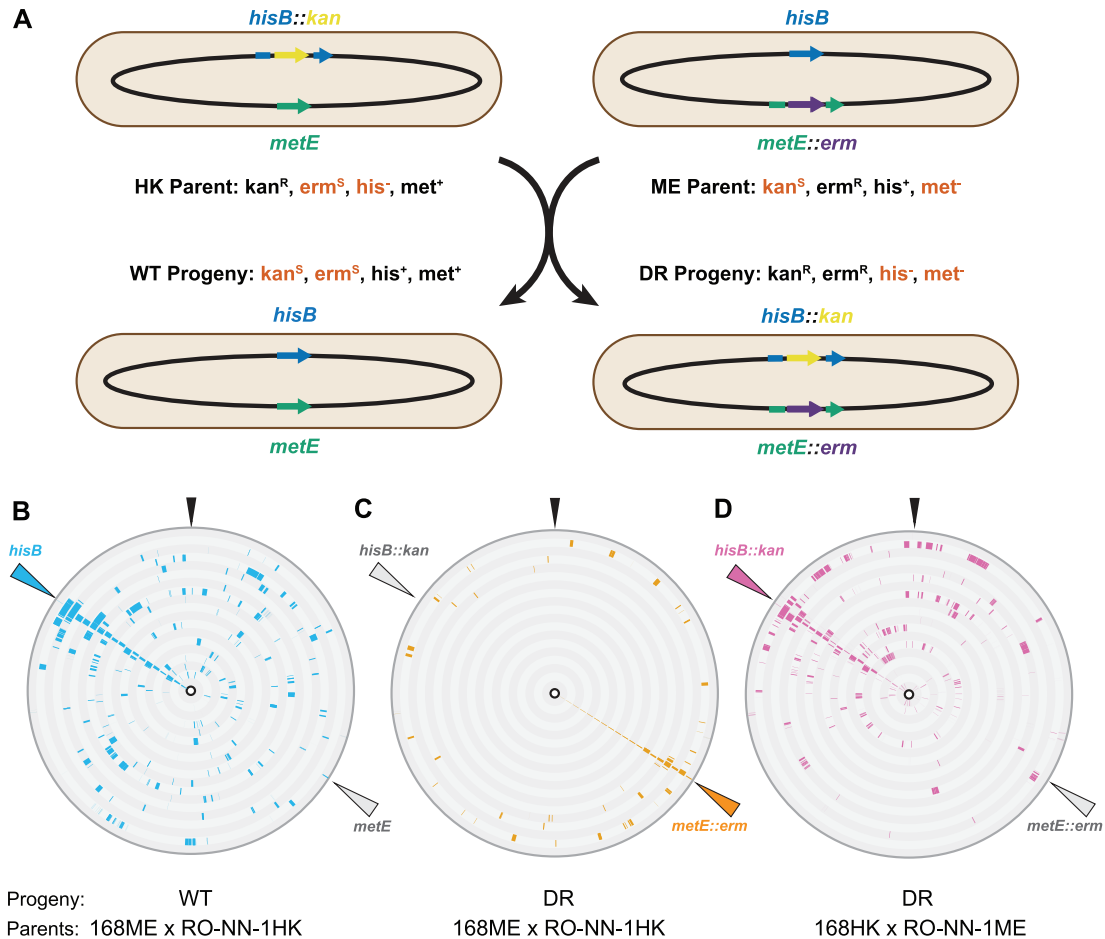 A
hisB::kan
hisB
metE
metE::erm
HK Parent: kanᴿ, ermˢ, his⁻, met⁺
ME Parent: kanˢ, ermᴿ, his⁺, met⁻
WT Progeny: kanˢ, ermˢ, his⁺, met⁺
DR Progeny: kanᴿ, ermᴿ, his⁻, met⁻
hisB
hisB::kan
metE
metE::erm
B
C
D
hisB
hisB::kan
hisB::kan
metE
metE::erm
metE::erm
Progeny: WT DR DR
Parents: 168ME x RO-NN-1HK 168ME x RO-NN-1HK 168HK x RO-NN-1ME